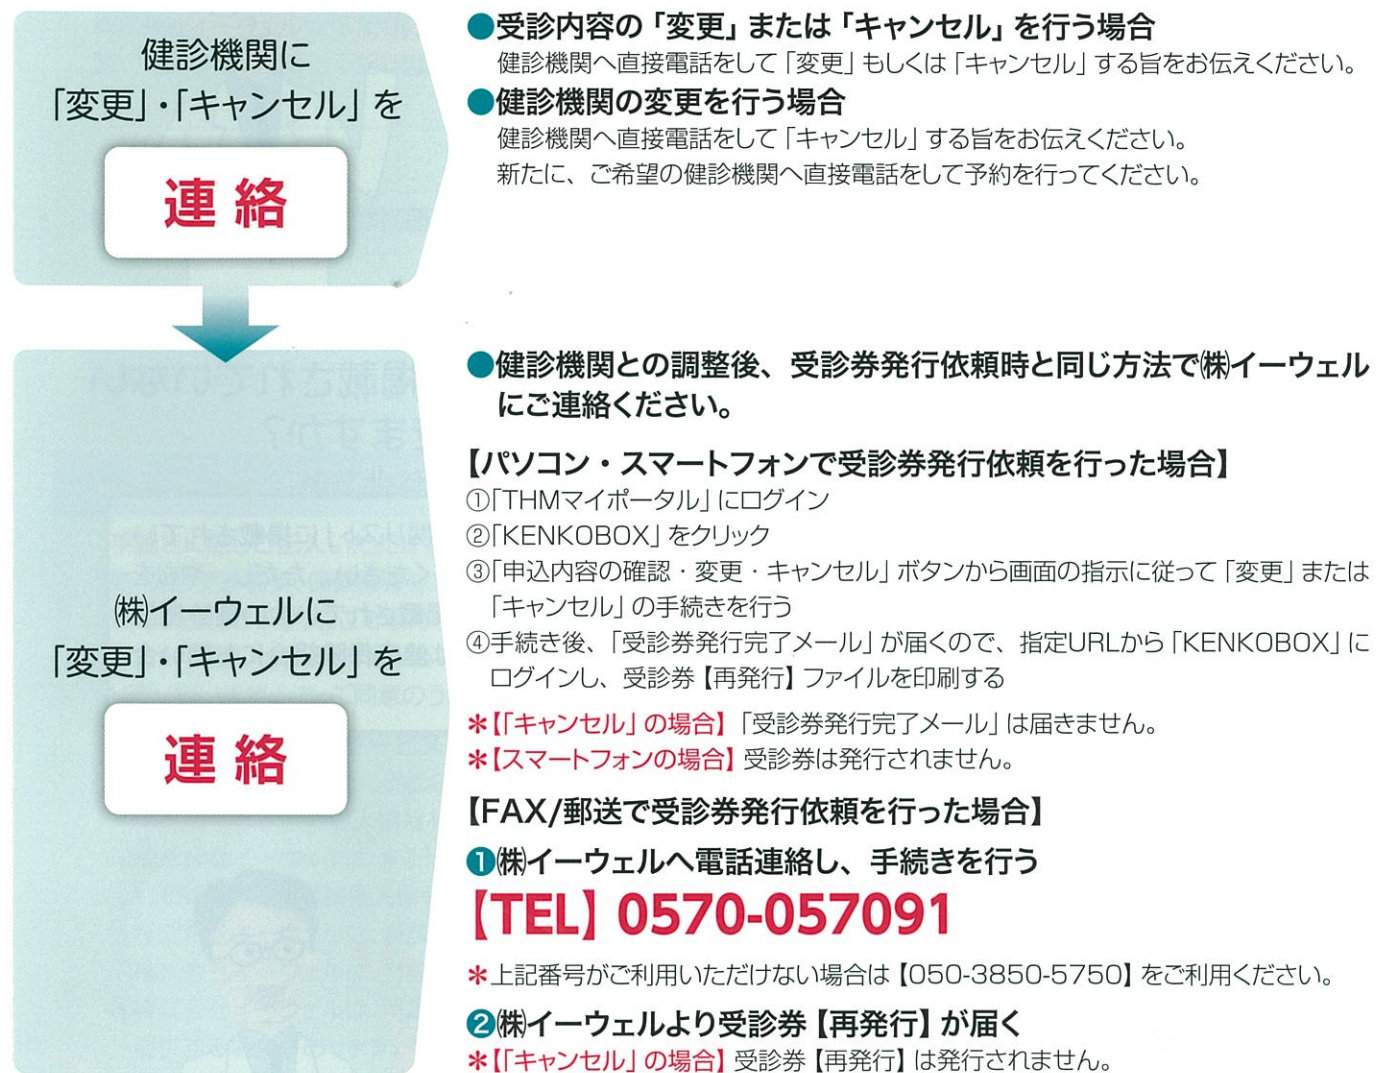 健診機関に
「変更」・「キャンセル」を
連絡
●受診内容の「変更」または「キャンセル」を行う場合
健診機関へ直接電話をして「変更」もしくは「キャンセル」する旨をお伝えください。
●健診機関の変更を行う場合
健診機関へ直接電話をして「キャンセル」する旨をお伝えください。
新たに、ご希望の健診機関へ直接電話をして予約を行ってください。
㈱イーウェルに
「変更」・「キャンセル」を
連絡
●健診機関との調整後、受診券発行依頼時と同じ方法で㈱イーウェル
にご連絡ください。
【パソコン・スマートフォンで受診券発行依頼を行った場合】
①「THMマイポータル」にログイン
②「KENKOBOX」をクリック
③「申込内容の確認・変更・キャンセル」ボタンから画面の指示に従って「変更」または
「キャンセル」の手続きを行う
④手続き後、「受診券発行完了メール」が届くので、指定URLから「KENKOBOX」に
ログインし、受診券【再発行】ファイルを印刷する
＊【「キャンセル」の場合】「受診券発行完了メール」は届きません。
＊【スマートフォンの場合】受診券は発行されません。
【FAX/郵送で受診券発行依頼を行った場合】
❶㈱イーウェルへ電話連絡し、手続きを行う
【TEL】0570-057091
＊上記番号がご利用いただけない場合は【050-3850-5750】をご利用ください。
❷㈱イーウェルより受診券【再発行】が届く
＊【「キャンセル」の場合】受診券【再発行】は発行されません。